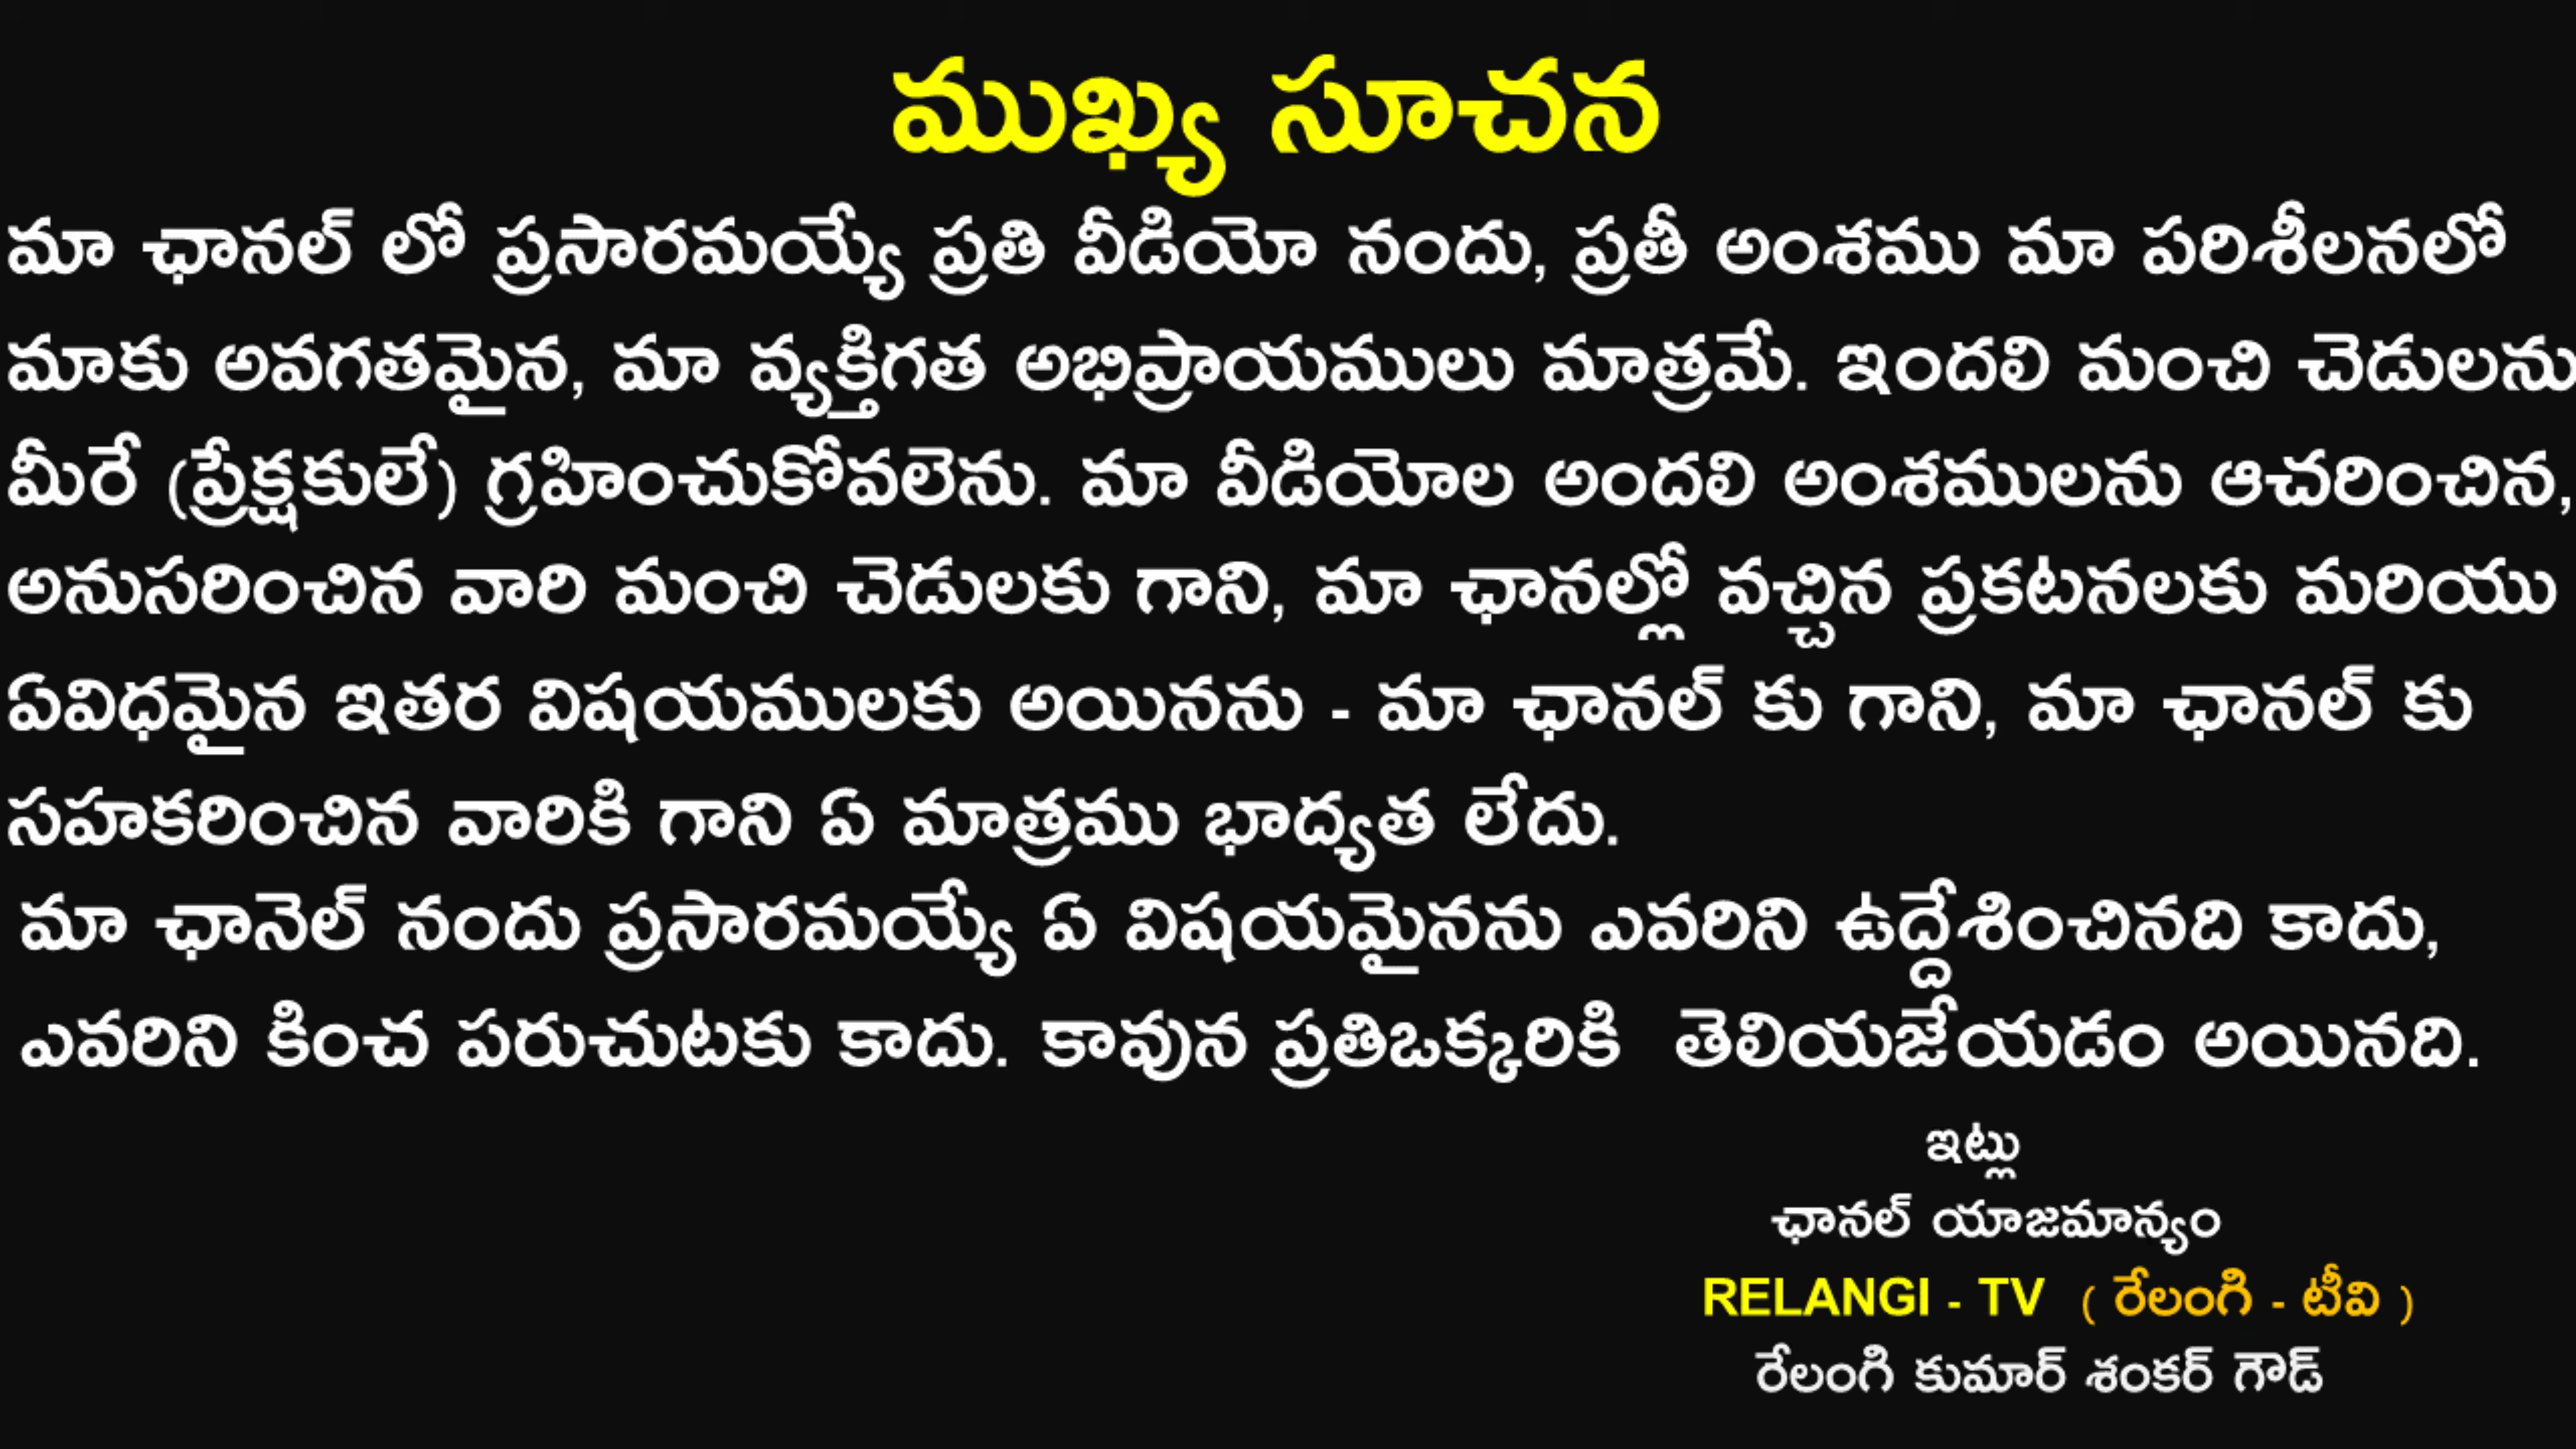 ముఖ్య సూచన
మా ఛానల్ లో ప్రసారమయ్యే ప్రతి వీడియో నందు, ప్రతీ అంశము మా పరిశీలనలో
మాకు అవగతమైన, మా వ్యక్తిగత అభిప్రాయములు మాత్రమే. ఇందలి మంచి చెడులను
మీరే (ప్రేక్షకులే) గ్రహించుకోవలెను. మా వీడియోల అందలి అంశములను ఆచరించిన,
అనుసరించిన వారి మంచి చెడులకు గాని, మా ఛానల్లో వచ్చిన ప్రకటనలకు మరియు
ఏవిధమైన ఇతర విషయములకు అయినను - మా ఛానల్ కు గాని, మా ఛానల్ కు
సహకరించిన వారికి గాని ఏ మాత్రము భాద్యత లేదు.
మా ఛానెల్ నందు ప్రసారమయ్యే ఏ విషయమైనను ఎవరిని ఉద్దేశించినది కాదు,
ఎవరిని కించ పరుచుటకు కాదు. కావున ప్రతిఒక్కరికి తెలియజేయడం అయినది.
ఇట్లు
ఛానల్ యాజమాన్యం
RELANGI - TV ( రేలంగి - టీవి )
రేలంగి కుమార్ శంకర్ గౌడ్